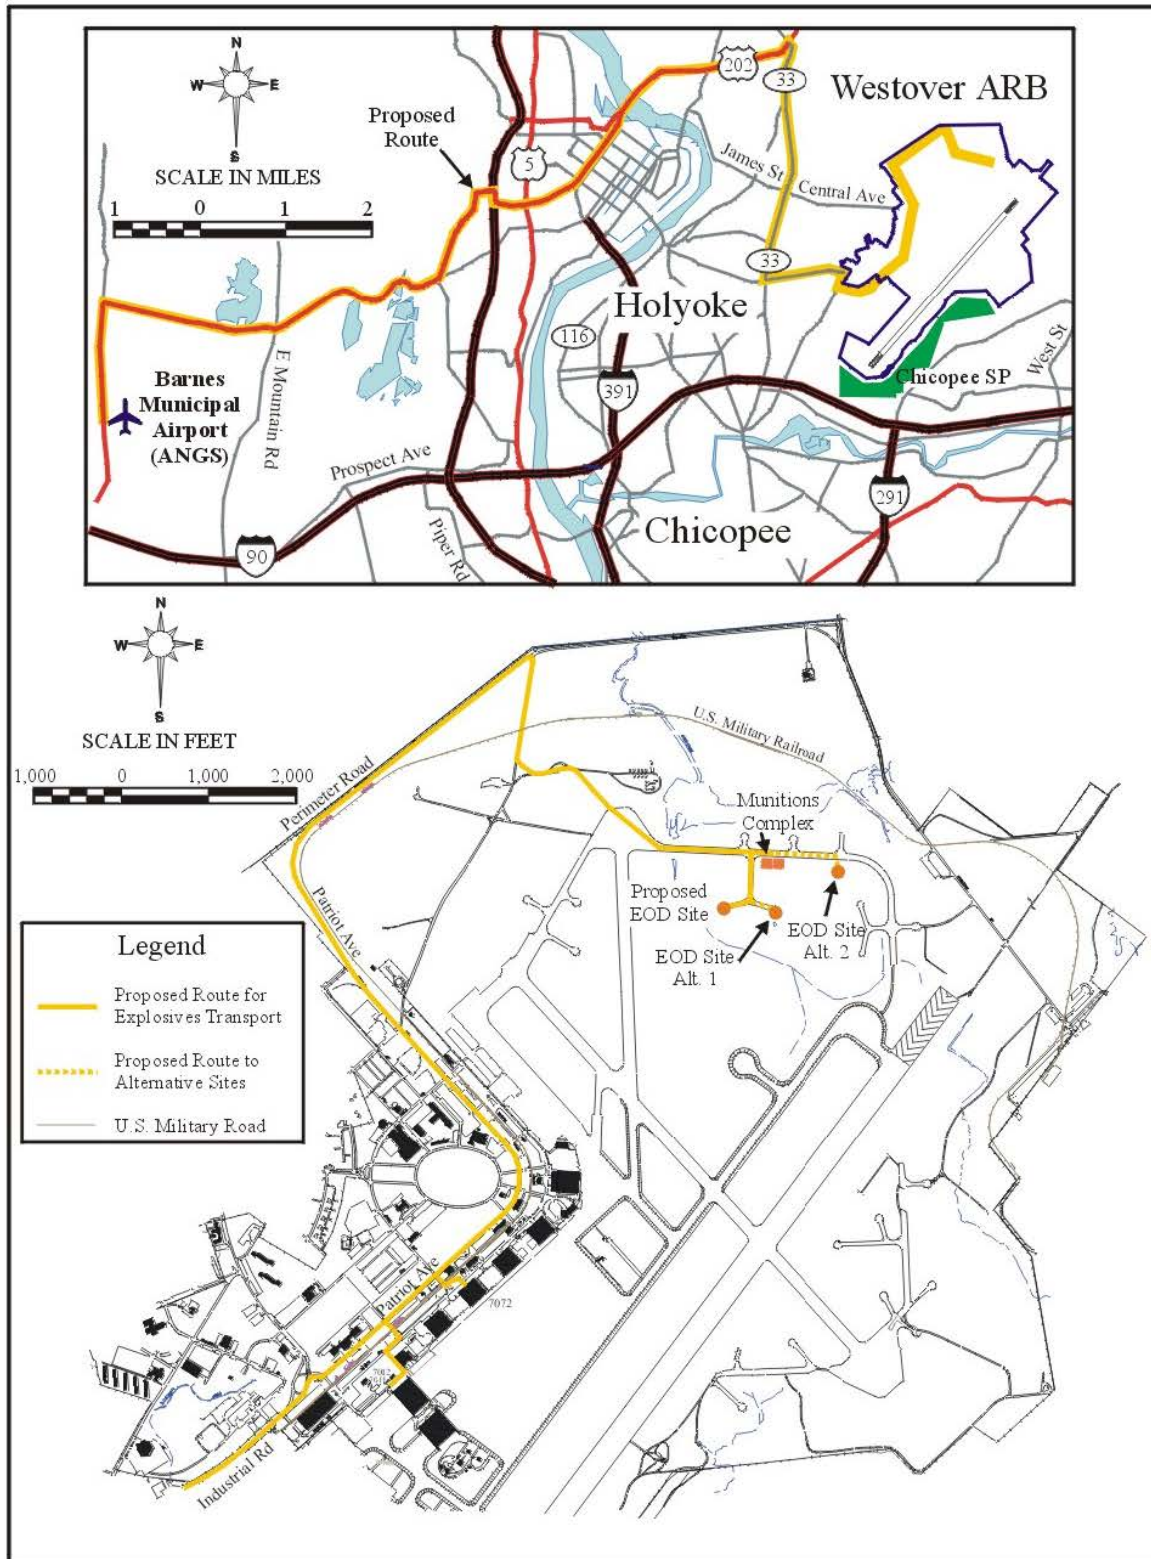 N
W E
S
SCALE IN MILES
1 0 1 2
Proposed
Route
202
33
Westover ARB
5
James St
Central Ave
33
Holyoke
116
Chicopee SP
West St
391
Barnes
Municipal
Airport
(ANGS)
E Mountain Rd
Prospect Ave
291
Chicopee
Piper Rd
90
N
W E
S
SCALE IN FEET
1,000 0 1,000 2,000
U.S. Military Railroad
Perimeter Road
Munitions
Complex
Patriot Ave
Proposed
EOD Site
EOD Site
Alt. 2
EOD Site
Alt. 1
Legend
Proposed Route for
Explosives Transport
Proposed Route to
Alternative Sites
U.S. Military Road
Patriot Ave
7072
Industrial Rd